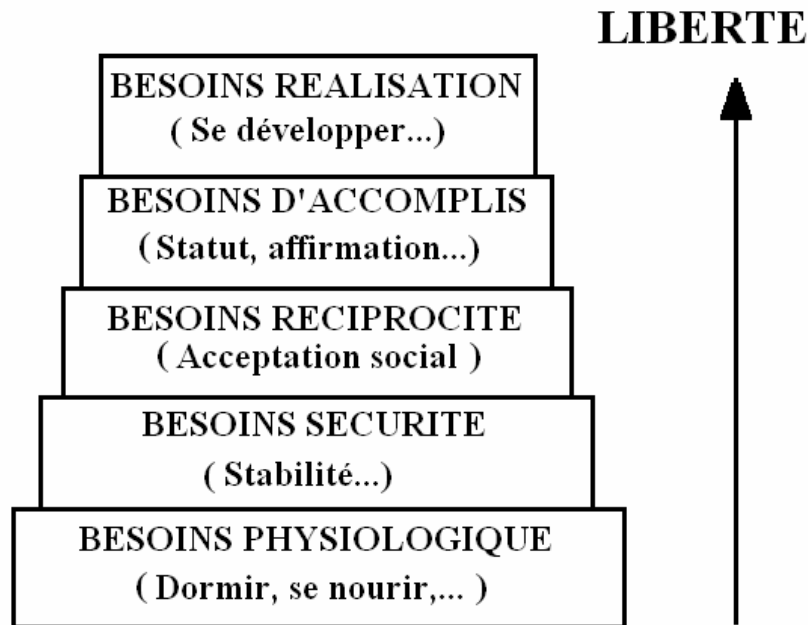 LIBERTE
BESOINS REALISATION
( Se développer...)
BESOINS D'ACCOMPLIS
( Statut, affirmation...)
BESOINS RECIPROCITE
( Acceptation social )
BESOINS SECURITE
( Stabilité...)
BESOINS PHYSIOLOGIQUE
( Dormir, se nourir,... )